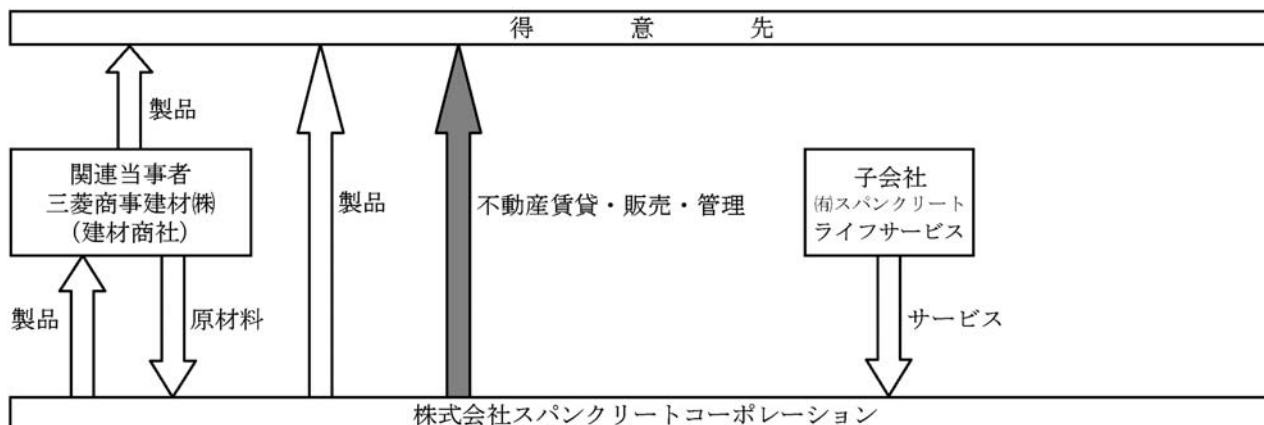 得意先
製品
関連当事者
三菱商事建材㈱
(建材商社)
製品
不動産賃貸・販売・管理
子会社
㈲スパンクリート
ライフサービス
製品
原材料
サービス
株式会社スパンクリートコーポレーション